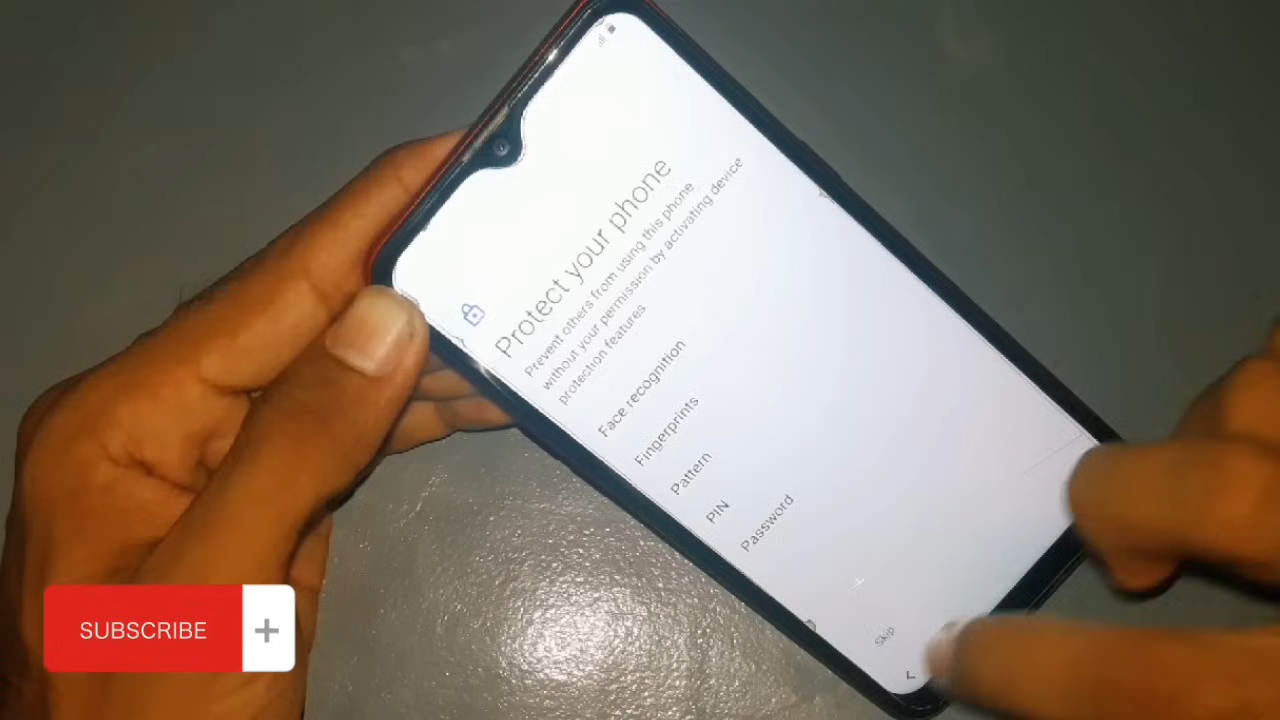 Protect your phone
Prevent others from using this phone
without your permission by activating device
protection features
Face recognition
Fingerprints
Pattern
PIN
Password
Skip
SUBSCRIBE +